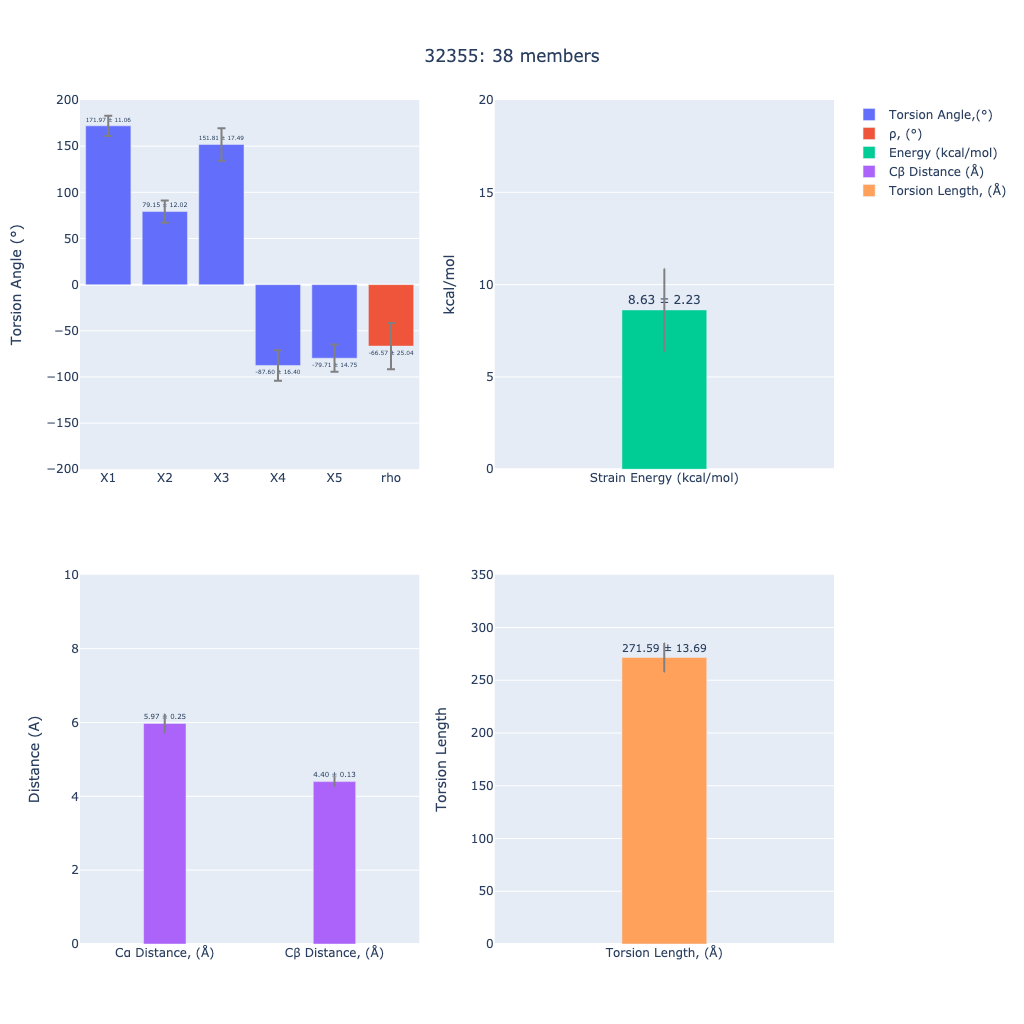 32355: 38 members
Torsion Angle (°)
200
150
100
50
0
−50
−100
−150
−200
171.97 ± 11.06
79.15 ± 12.02
151.81 ± 17.49
-87.60 ± 16.40
-79.71 ± 14.75
-66.57 ± 25.04
X1 X2 X3 X4 X5 rho
kcal/mol
20
15
10
5
0
8.63 ± 2.23
Strain Energy (kcal/mol)
Torsion Angle,(°)
ρ, (°)
Energy (kcal/mol)
Cβ Distance (Å)
Torsion Length, (Å)
Distance (A)
10
8
6
4
2
0
5.97 ± 0.25
4.40 ± 0.13
Cα Distance, (Å) Cβ Distance, (Å)
Torsion Length
350
300
250
200
150
100
50
0
271.59 ± 13.69
Torsion Length, (Å)